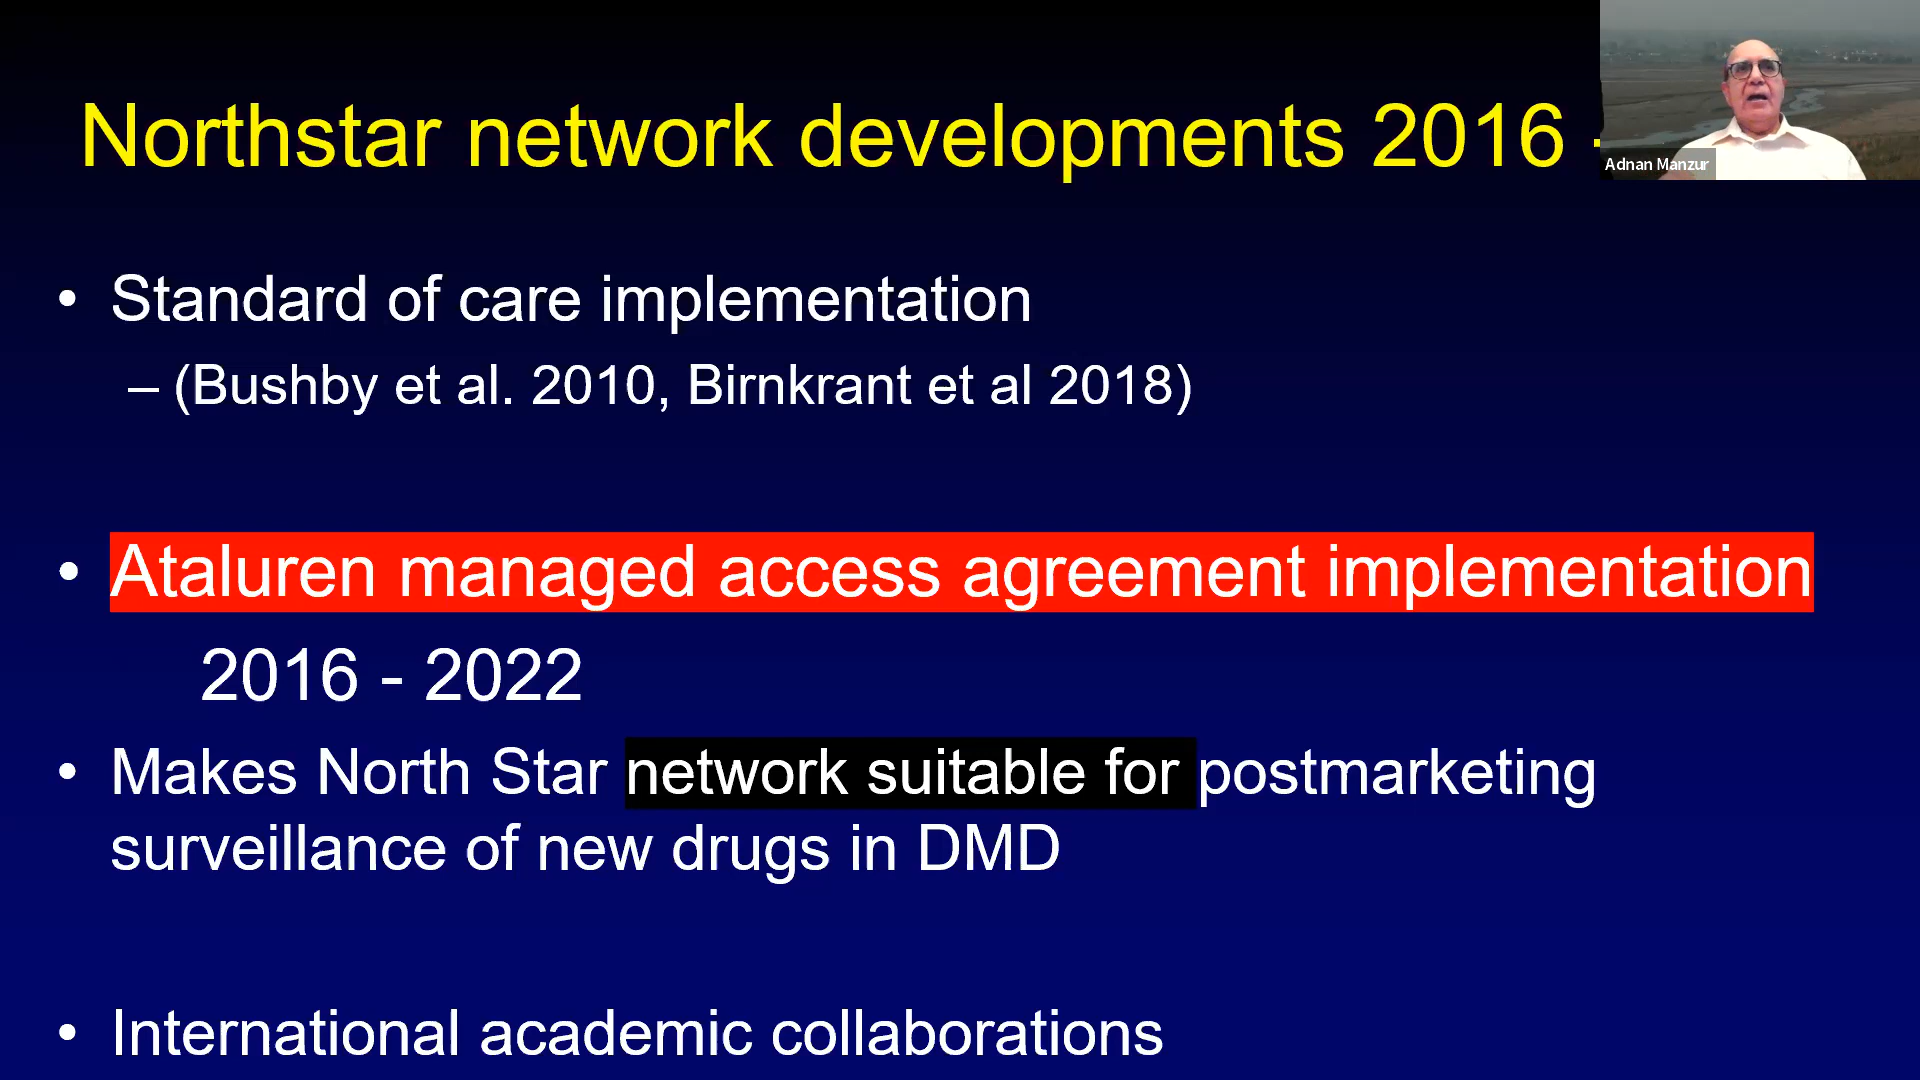 Northstar network developments 2016 -
Adnan Manzur
• Standard of care implementation
– (Bushby et al. 2010, Birnkrant et al 2018)
• Ataluren managed access agreement implementation
2016 - 2022
• Makes North Star network suitable for postmarketing
surveillance of new drugs in DMD
• International academic collaborations